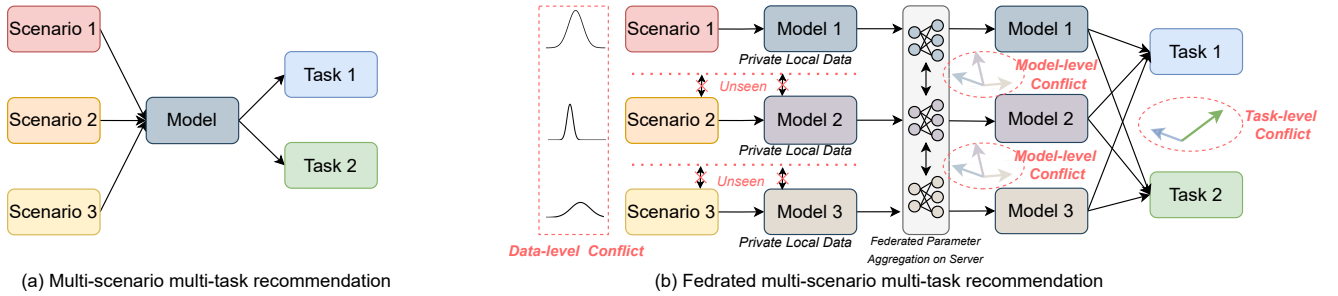 Scenario 1
Scenario 2
Scenario 3
Model
Task 1
Task 2
(a) Multi-scenario multi-task recommendation
Data-level Conflict
Scenario 1
Model 1
Private Local Data
Unseen
Scenario 2
Model 2
Private Local Data
Unseen
Scenario 3
Model 3
Private Local Data
Federated Parameter
Aggregation on Server
Model 1
Model-level
Conflict
Model 2
Model-level
Conflict
Model 3
Task 1
Task-level
Conflict
Task 2
(b) Fedrated multi-scenario multi-task recommendation